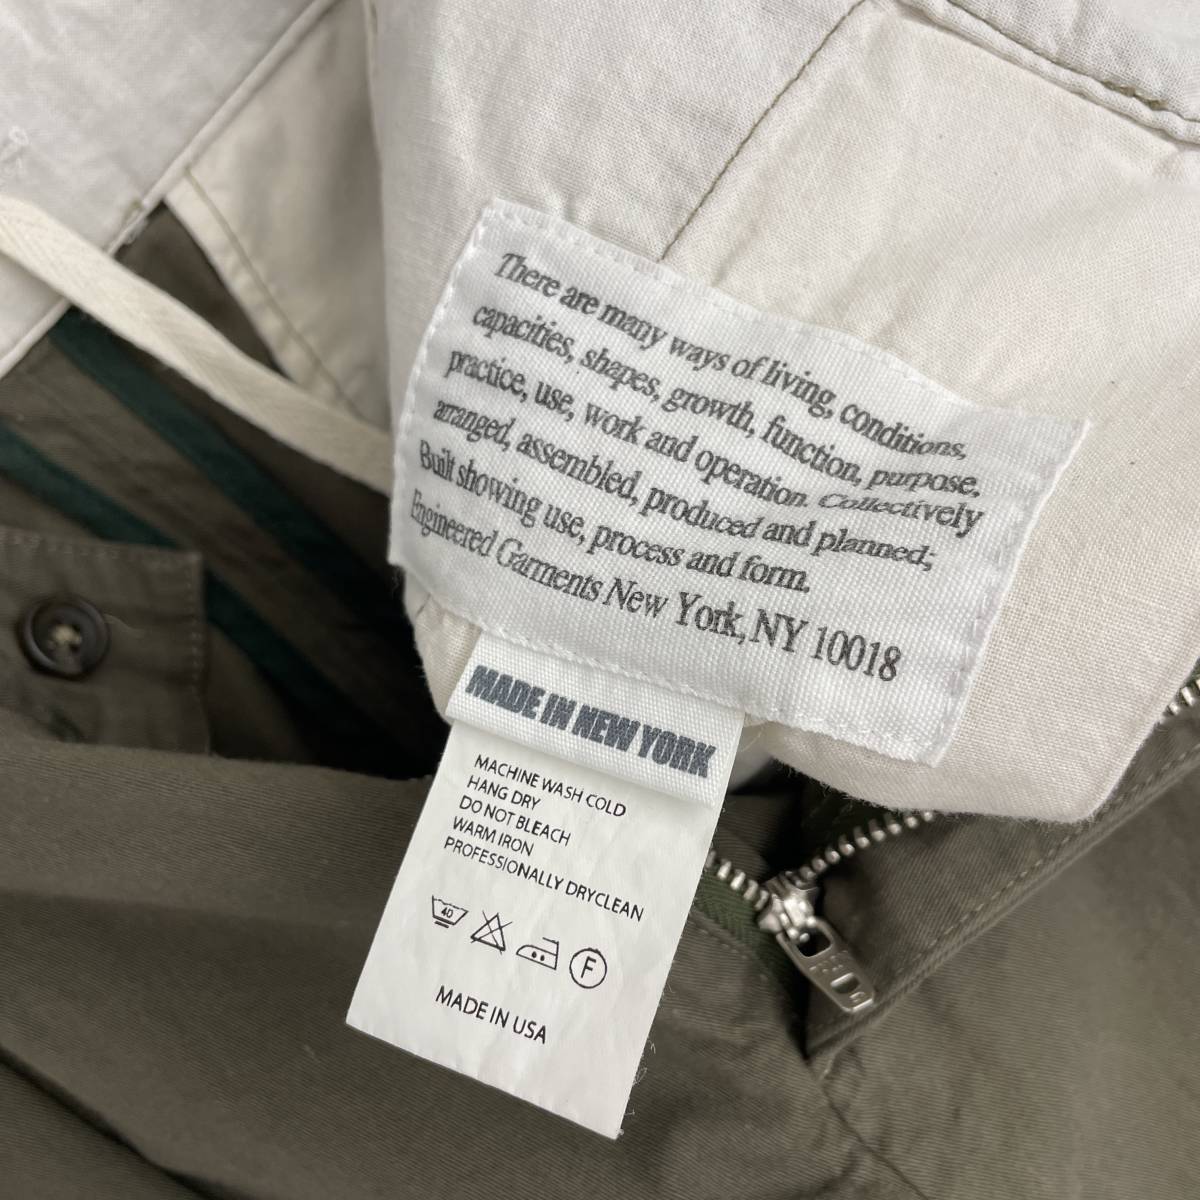 There are many ways of living, conditions,
capacities, shapes, growth, function, purpose,
practice, use, work and operation. Collectively
arranged, assembled, produced and planned;
Built showing use, process and form.
Engineered Garments New York, NY 10018
MADE IN NEW YORK
MACHINE WASH COLD
HANG DRY
DO NOT BLEACH
WARM IRON
PROFESSIONALLY DRYCLEAN
40
F
MADE IN USA